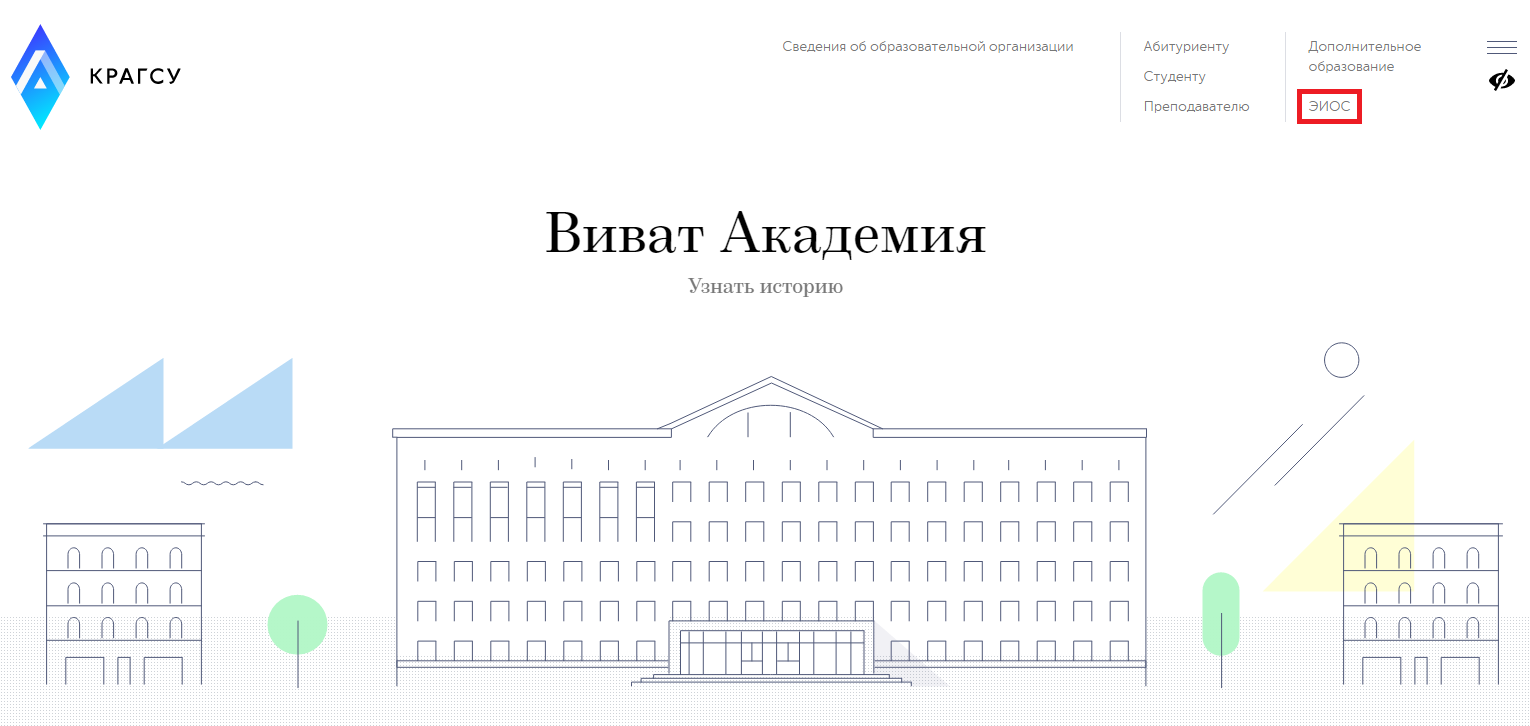 КРАГСУ
Сведения об образовательной организации
Абитуриенту
Студенту
Преподавателю
Дополнительное
образование
ЭИОС
Виват Академия
Узнать историю